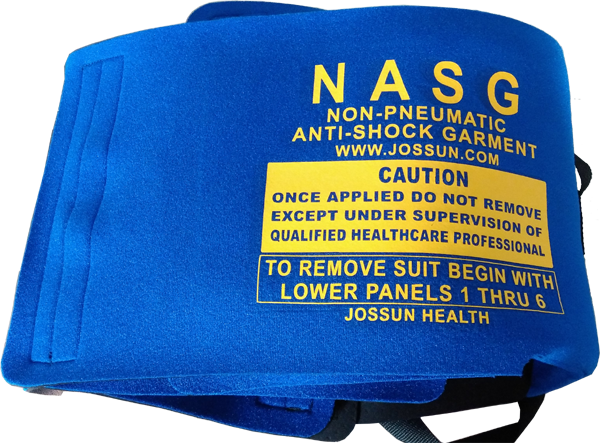 NASG
NON-PNEUMATIC
ANTI-SHOCK GARMENT
WWW.JOSSUN.COM
CAUTION
ONCE APPLIED DO NOT REMOVE
EXCEPT UNDER SUPERVISION OF
QUALIFIED HEALTHCARE PROFESSIONAL
TO REMOVE SUIT BEGIN WITH
LOWER PANELS 1 THRU 6
JOSSUN HEALTH